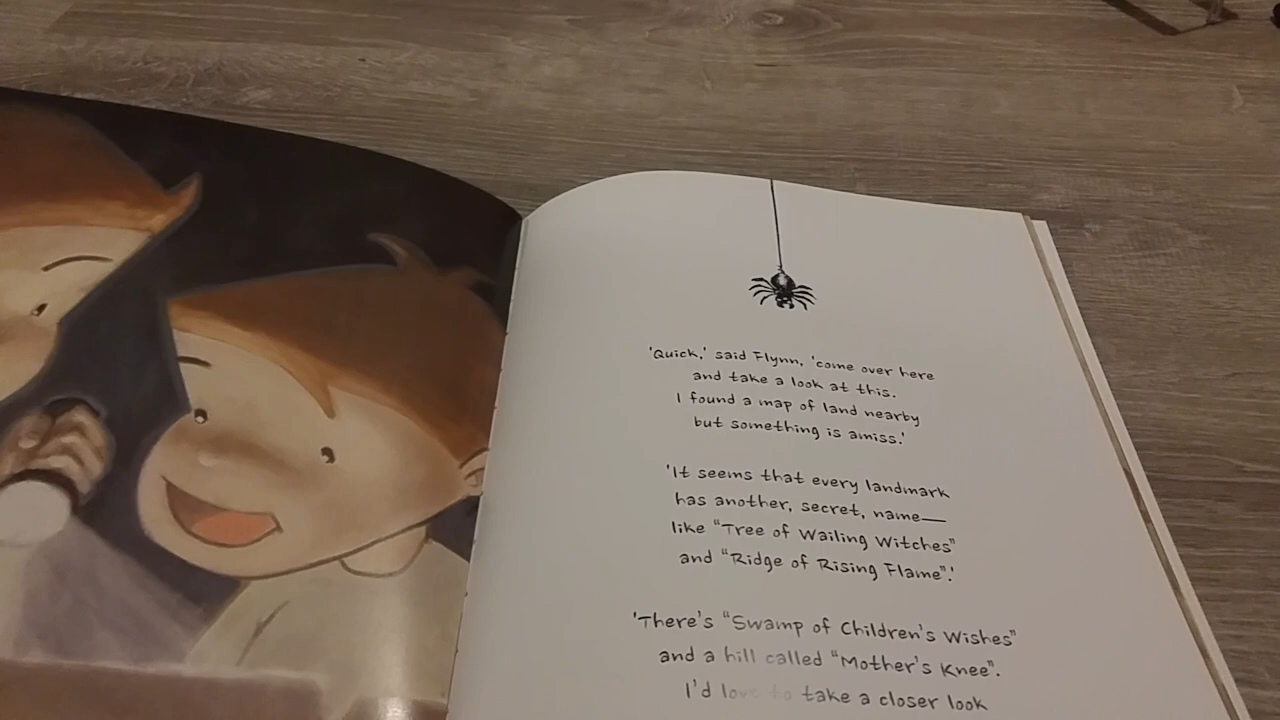 'Quick,' said Flynn, 'come over here
and take a look at this.
I found a map of land nearby
but something is amiss.'
'It seems that every landmark
has another, secret, name—
like "Tree of Wailing Witches"
and "Ridge of Rising Flame".'
'There's "Swamp of Children's Wishes"
and a hill called "Mother's Knee".
I'd love to take a closer look